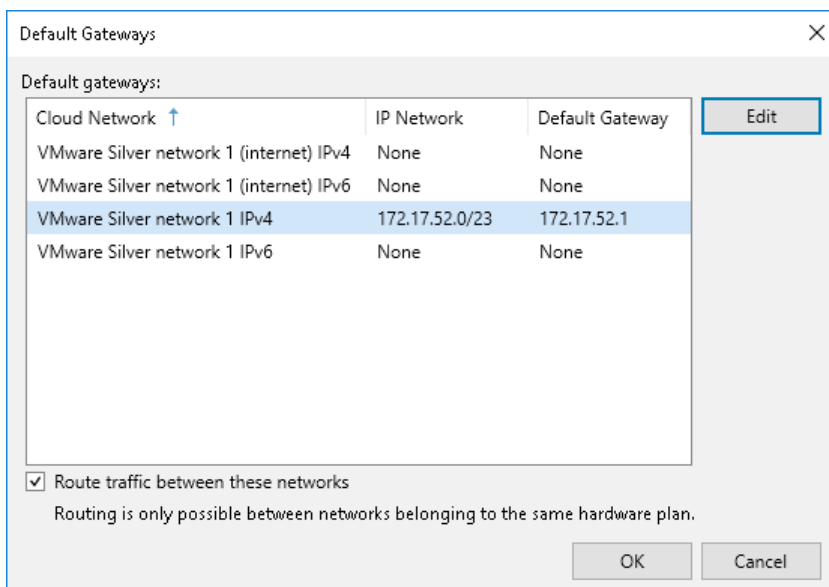 Default Gateways
Default gateways:
Cloud Network ↑ IP Network Default Gateway
VMware Silver network 1 (internet) IPv4 None None
VMware Silver network 1 (internet) IPv6 None None
VMware Silver network 1 IPv4 172.17.52.0/23 172.17.52.1
VMware Silver network 1 IPv6 None None
Edit
Route traffic between these networks
Routing is only possible between networks belonging to the same hardware plan.
OK Cancel